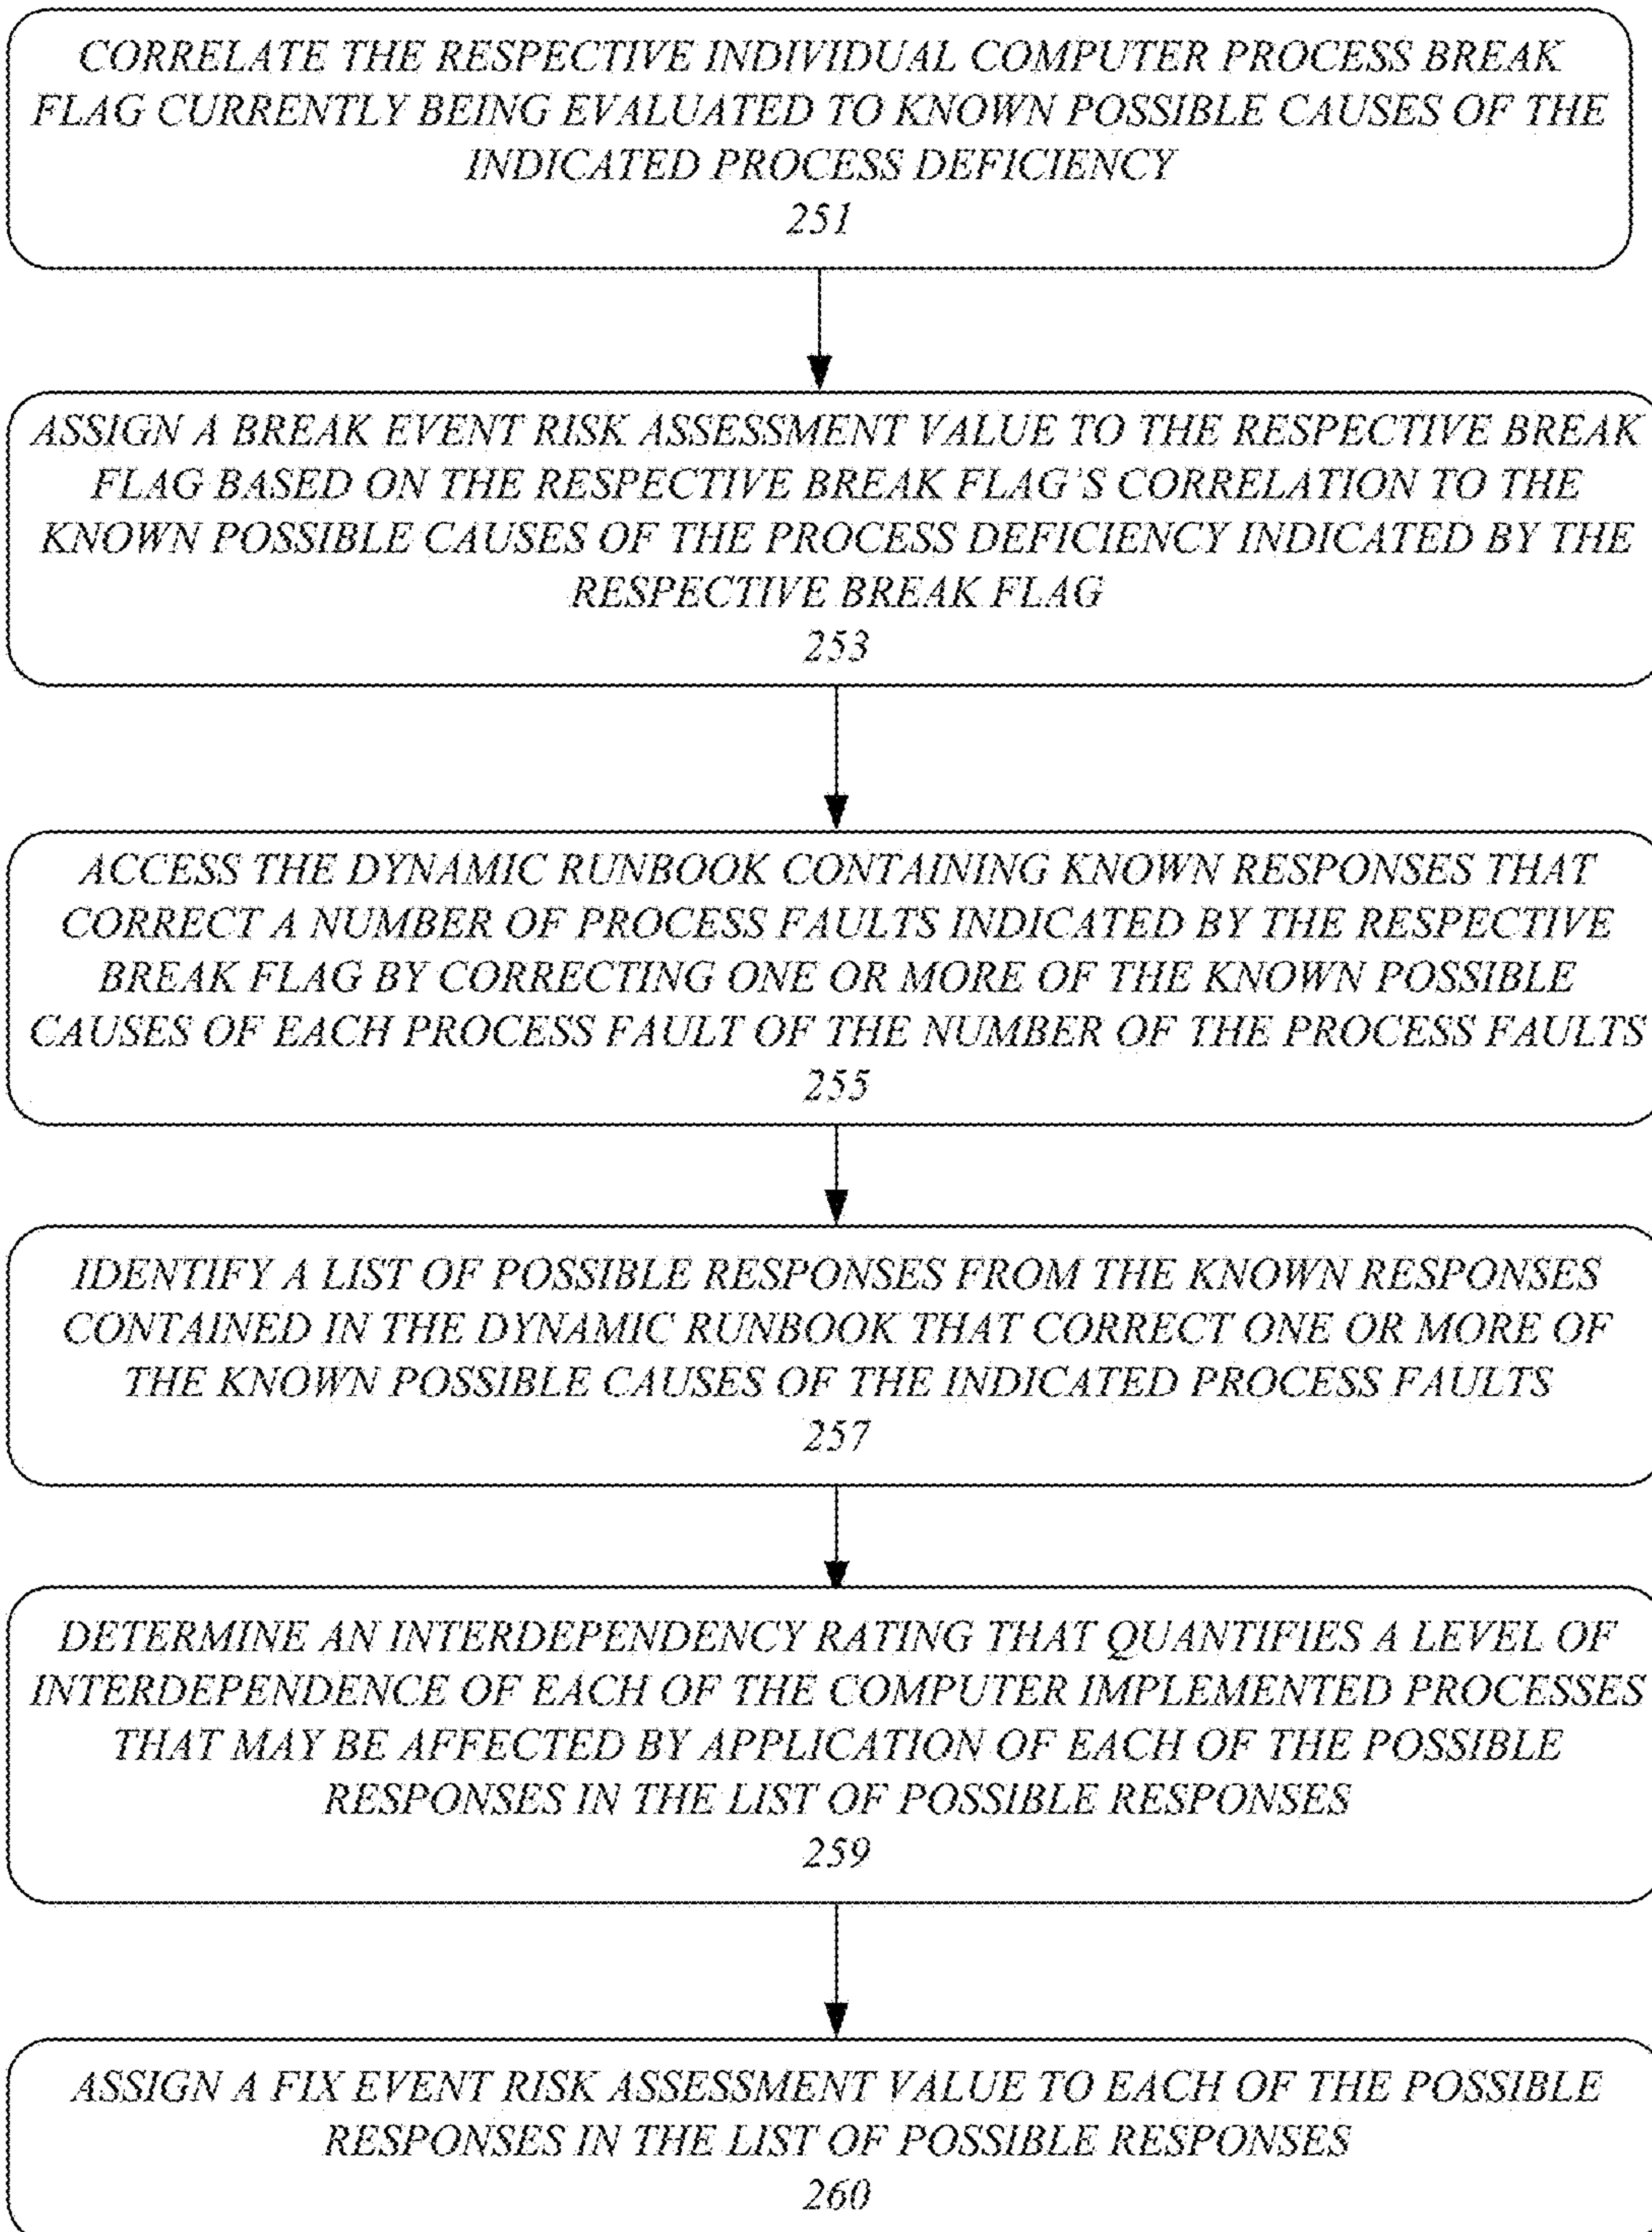 CORRELATE THE RESPECTIVE INDIVIDUAL COMPUTER PROCESS BREAK
FLAG CURRENTLY BEING EVALUATED TO KNOWN POSSIBLE CAUSES OF THE
INDICATED PROCESS DEFICIENCY
251
ASSIGN A BREAK EVENT RISK ASSESSMENT VALUE TO THE RESPECTIVE BREAK
FLAG BASED ON THE RESPECTIVE BREAK FLAG'S CORRELATION TO THE
KNOWN POSSIBLE CAUSES OF THE PROCESS DEFICIENCY INDICATED BY THE
RESPECTIVE BREAK FLAG
253
ACCESS THE DYNAMIC RUNBOOK CONTAINING KNOWN RESPONSES THAT
CORRECT A NUMBER OF PROCESS FAULTS INDICATED BY THE RESPECTIVE
BREAK FLAG BY CORRECTING ONE OR MORE OF THE KNOWN POSSIBLE
CAUSES OF EACH PROCESS FAULT OF THE NUMBER OF THE PROCESS FAULTS
255
IDENTIFY A LIST OF POSSIBLE RESPONSES FROM THE KNOWN RESPONSES
CONTAINED IN THE DYNAMIC RUNBOOK THAT CORRECT ONE OR MORE OF
THE KNOWN POSSIBLE CAUSES OF THE INDICATED PROCESS FAULTS
257
DETERMINE AN INTERDEPENDENCY RATING THAT QUANTIFIES A LEVEL OF
INTERDEPENDENCE OF EACH OF THE COMPUTER IMPLEMENTED PROCESSES
THAT MAY BE AFFECTED BY APPLICATION OF EACH OF THE POSSIBLE
RESPONSES IN THE LIST OF POSSIBLE RESPONSES
259
ASSIGN A FIX EVENT RISK ASSESSMENT VALUE TO EACH OF THE POSSIBLE
RESPONSES IN THE LIST OF POSSIBLE RESPONSES
260